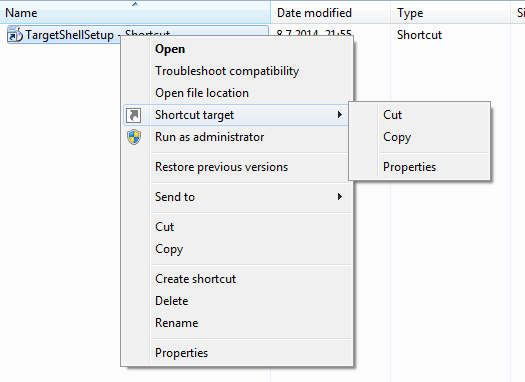 Name Date modified Type Si
TargetShellSetup - Shortcut 8.7.2014 21:55 Shortcut
Open
Troubleshoot compatibility
Open file location
Shortcut target
Cut
Run as administrator
Copy
Restore previous versions
Properties
Send to
Cut
Copy
Create shortcut
Delete
Rename
Properties